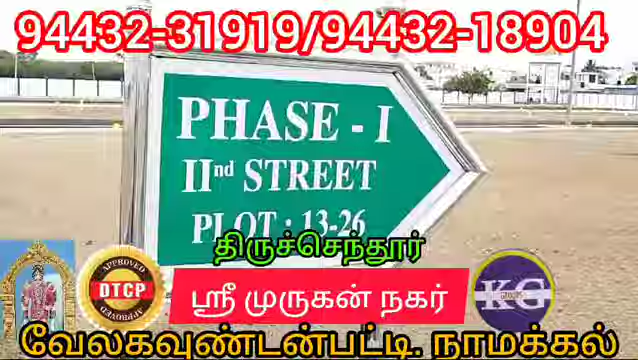 94432-31919/94432-18904
PHASE - I
IInd STREET
PLOT : 13-26
திருச்செந்தூர்
APPROVED
DTCP
APPROVED
ஸ்ரீ முருகன் நகர்
KG
வேலகவுண்டன்பட்டி. நாமக்கல்